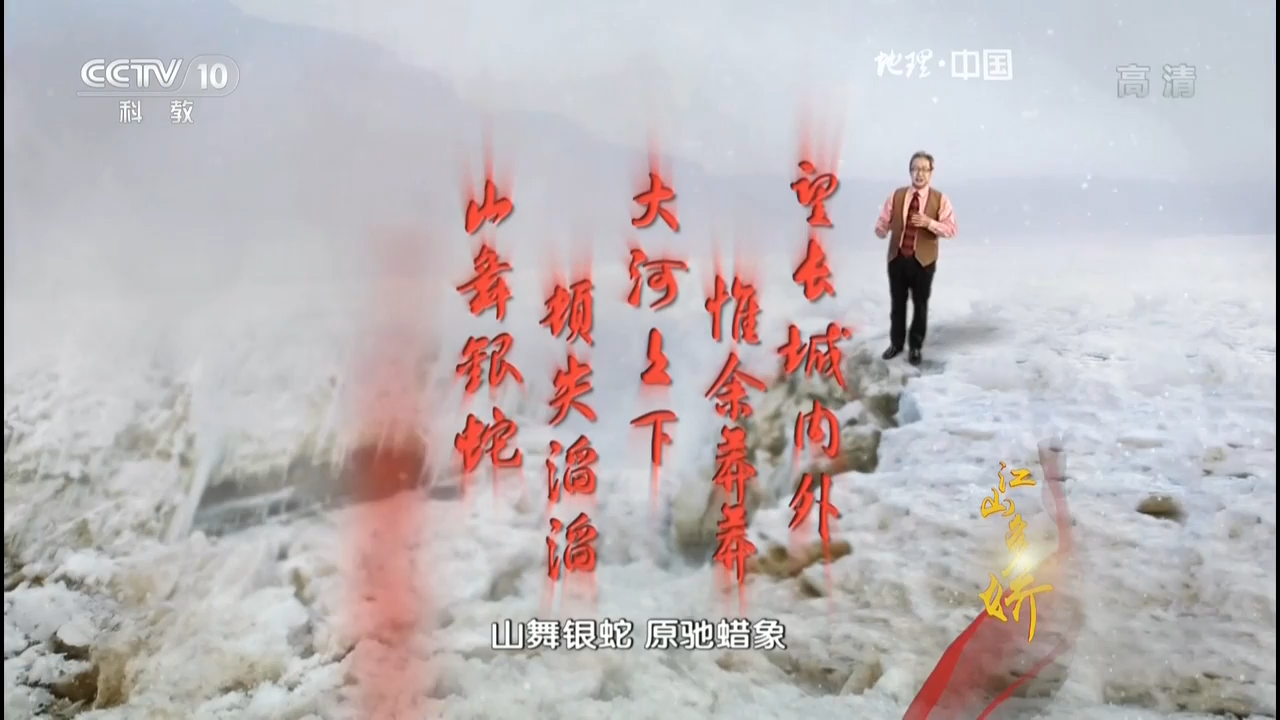 CCTV 10
科教
地理·中国
高清
望长城内外
惟余莽莽
大河上下
顿失滔滔
山舞银蛇
江山多娇
山舞银蛇 原驰蜡象